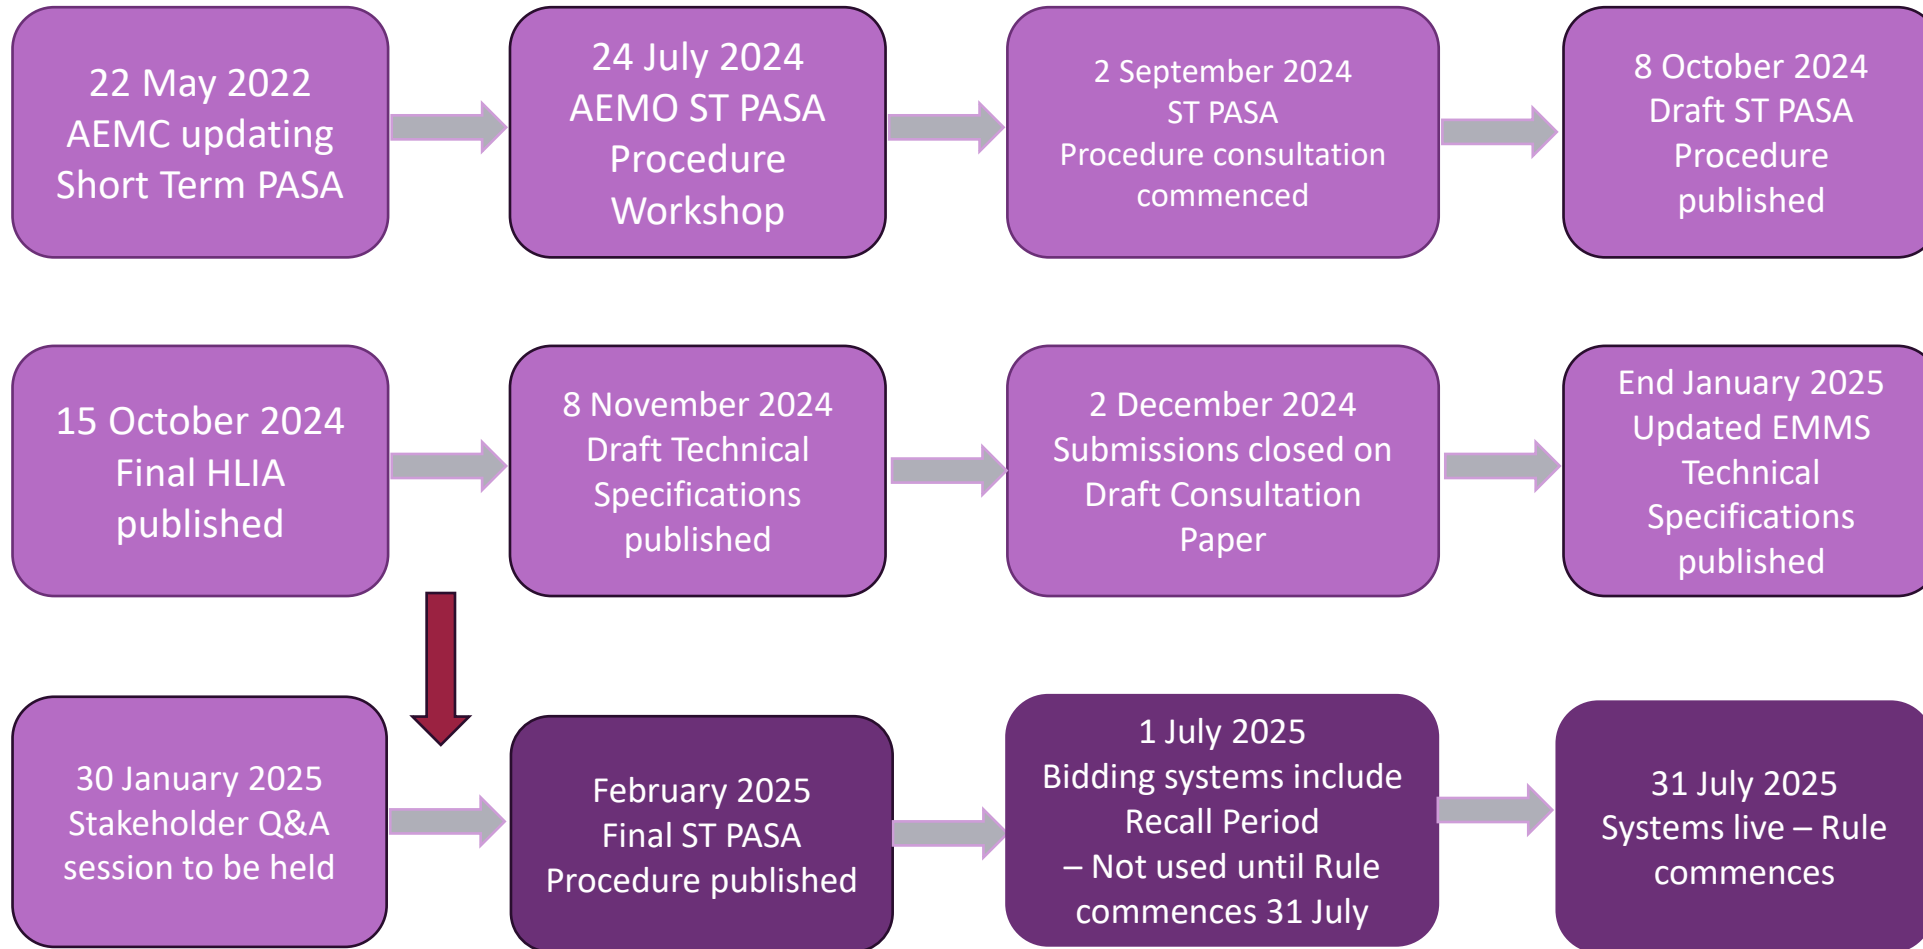 22 May 2022
AEMC updating
Short Term PASA
24 July 2024
AEMO ST PASA
Procedure
Workshop
2 September 2024
ST PASA
Procedure consultation
commenced
8 October 2024
Draft ST PASA
Procedure
published
15 October 2024
Final HLIA
published
8 November 2024
Draft Technical
Specifications
published
2 December 2024
Submissions closed on
Draft Consultation
Paper
End January 2025
Updated EMMS
Technical
Specifications
published
30 January 2025
Stakeholder Q&A
session to be held
February 2025
Final ST PASA
Procedure published
1 July 2025
Bidding systems include
Recall Period
– Not used until Rule
commences 31 July
31 July 2025
Systems live – Rule
commences